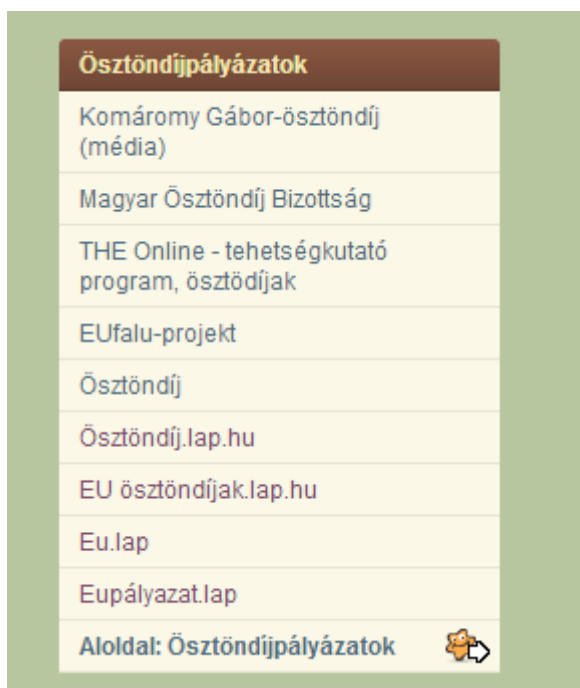 Ösztöndíjpályázatok
Komáromy Gábor-ösztöndíj
(média)
Magyar Ösztöndíj Bizottság
THE Online - tehetségkutató
program, ösztödíjak
EUfalu-projekt
Ösztöndíj
Ösztöndíj.lap.hu
EU ösztöndíjak.lap.hu
Eu.lap
Eupályazat.lap
Aloldal: Ösztöndíjpályázatok